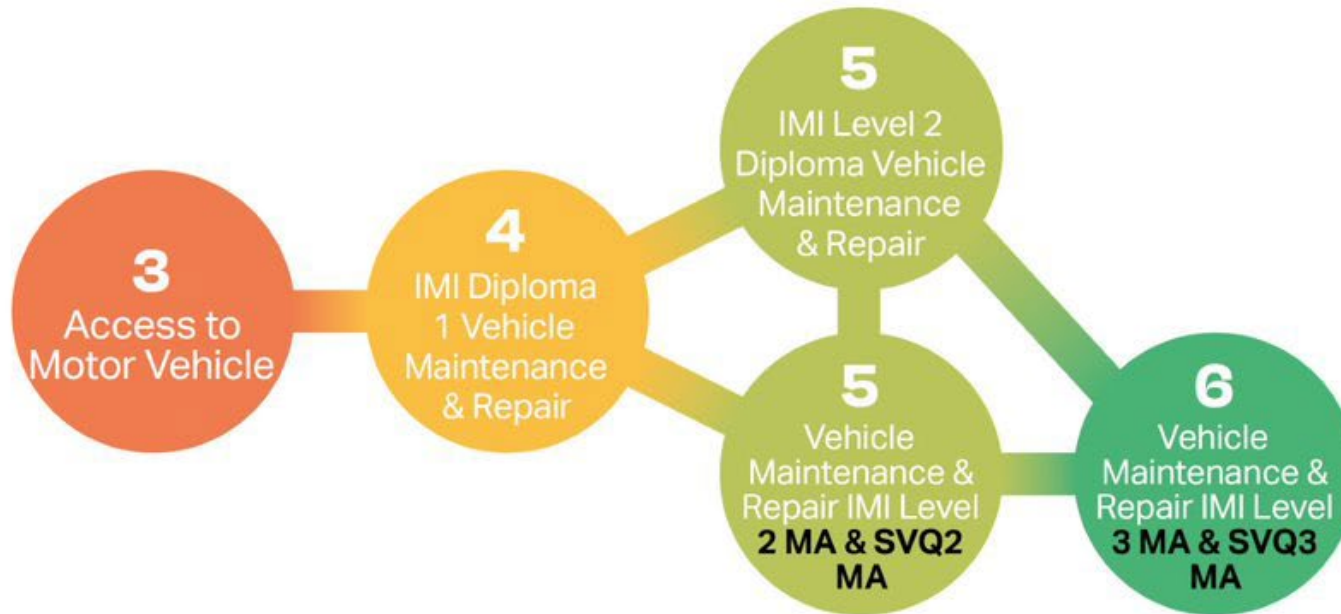 3
Access to
Motor Vehicle
4
IMI Diploma
1 Vehicle
Maintenance
& Repair
5
IMI Level 2
Diploma Vehicle
Maintenance
& Repair
5
Vehicle
Maintenance &
Repair IMI Level
2 MA & SVQ2
MA
6
Vehicle
Maintenance &
Repair IMI Level
3 MA & SVQ3
MA